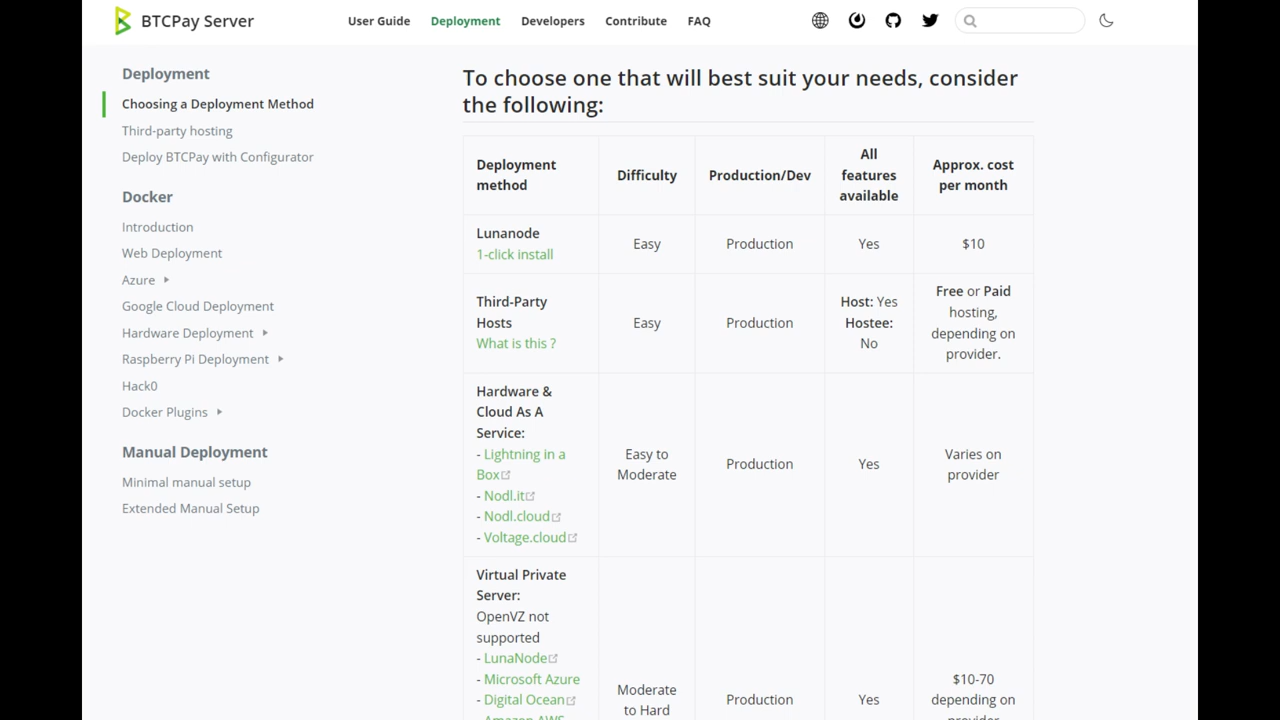 BTCPay Server
User Guide
Deployment
Developers
Contribute
FAQ
Deployment
Choosing a Deployment Method
Third-party hosting
Deploy BTCPay with Configurator
Docker
Introduction
Web Deployment
Azure
Google Cloud Deployment
Hardware Deployment
Raspberry Pi Deployment
Hack0
Docker Plugins
Manual Deployment
Minimal manual setup
Extended Manual Setup
To choose one that will best suit your needs, consider
the following:
Deployment
method
Difficulty
Production/Dev
All
features
available
Approx. cost
per month
Lunanode
1-click install
Easy
Production
Yes
$10
Third-Party
Hosts
What is this ?
Easy
Production
Host: Yes
Hostee:
No
Free or Paid
hosting,
depending on
provider.
Hardware &
Cloud As A
Service:
- Lightning in a
Box
- Nodl.it
- Nodl.cloud
- Voltage.cloud
Easy to
Moderate
Production
Yes
Varies on
provider
Virtual Private
Server:
OpenVZ not
supported
- LunaNode
- Microsoft Azure
- Digital Ocean
- Amazon AWS
Moderate
to Hard
Production
Yes
$10-70
depending on
provider